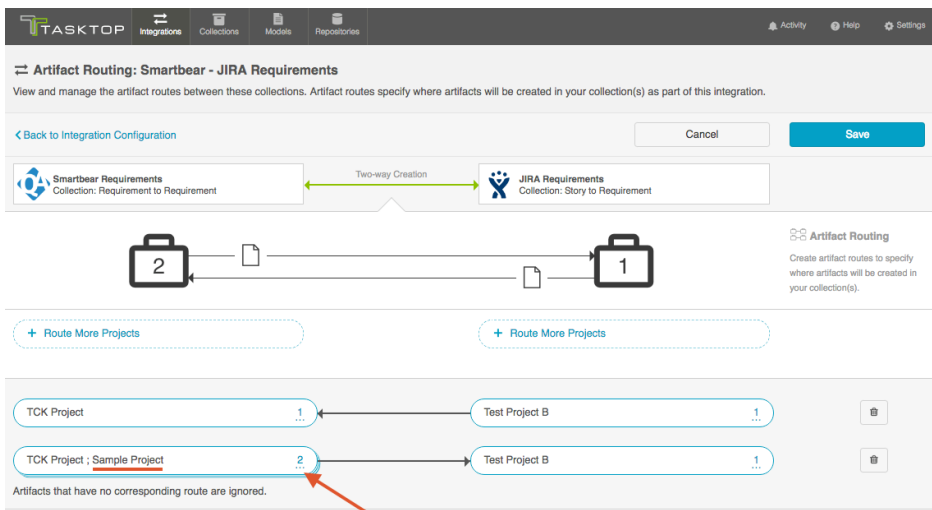 TASKTOP
Integrations
Collections
Models
Repositories
Activity
Help
Settings
Artifact Routing: Smartbear - JIRA Requirements
View and manage the artifact routes between these collections. Artifact routes specify where artifacts will be created in your collection(s) as part of this integration.
Back to Integration Configuration
Cancel
Save
Smartbear Requirements
Collection: Requirement to Requirement
Two-way Creation
JIRA Requirements
Collection: Story to Requirement
2
1
Artifact Routing
Create artifact routes to specify
where artifacts will be created in
your collection(s).
+ Route More Projects
+ Route More Projects
TCK Project 1
Test Project B 1
TCK Project ; Sample Project 2
Test Project B 1
Artifacts that have no corresponding route are ignored.